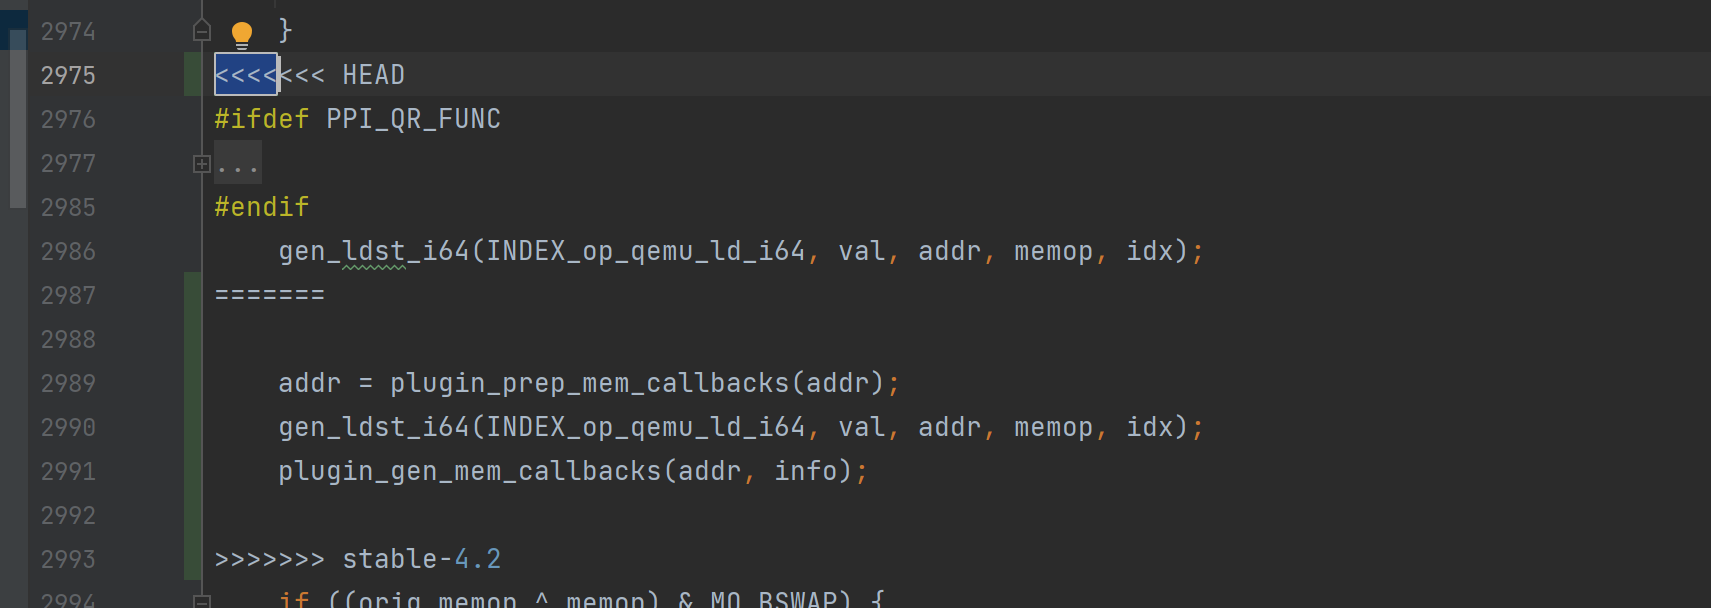 2974 }
2975 <<<<<<< HEAD
2976 #ifdef PPI_QR_FUNC
2977 ...
2985 #endif
2986 gen_ldst_i64(INDEX_op_qemu_ld_i64, val, addr, memop, idx);
2987 =======
2988
2989 addr = plugin_prep_mem_callbacks(addr);
2990 gen_ldst_i64(INDEX_op_qemu_ld_i64, val, addr, memop, idx);
2991 plugin_gen_mem_callbacks(addr, info);
2992
2993 >>>>>>> stable-4.2
2994 if ((orig_memop ^ memop) & MO_BSWAP) {